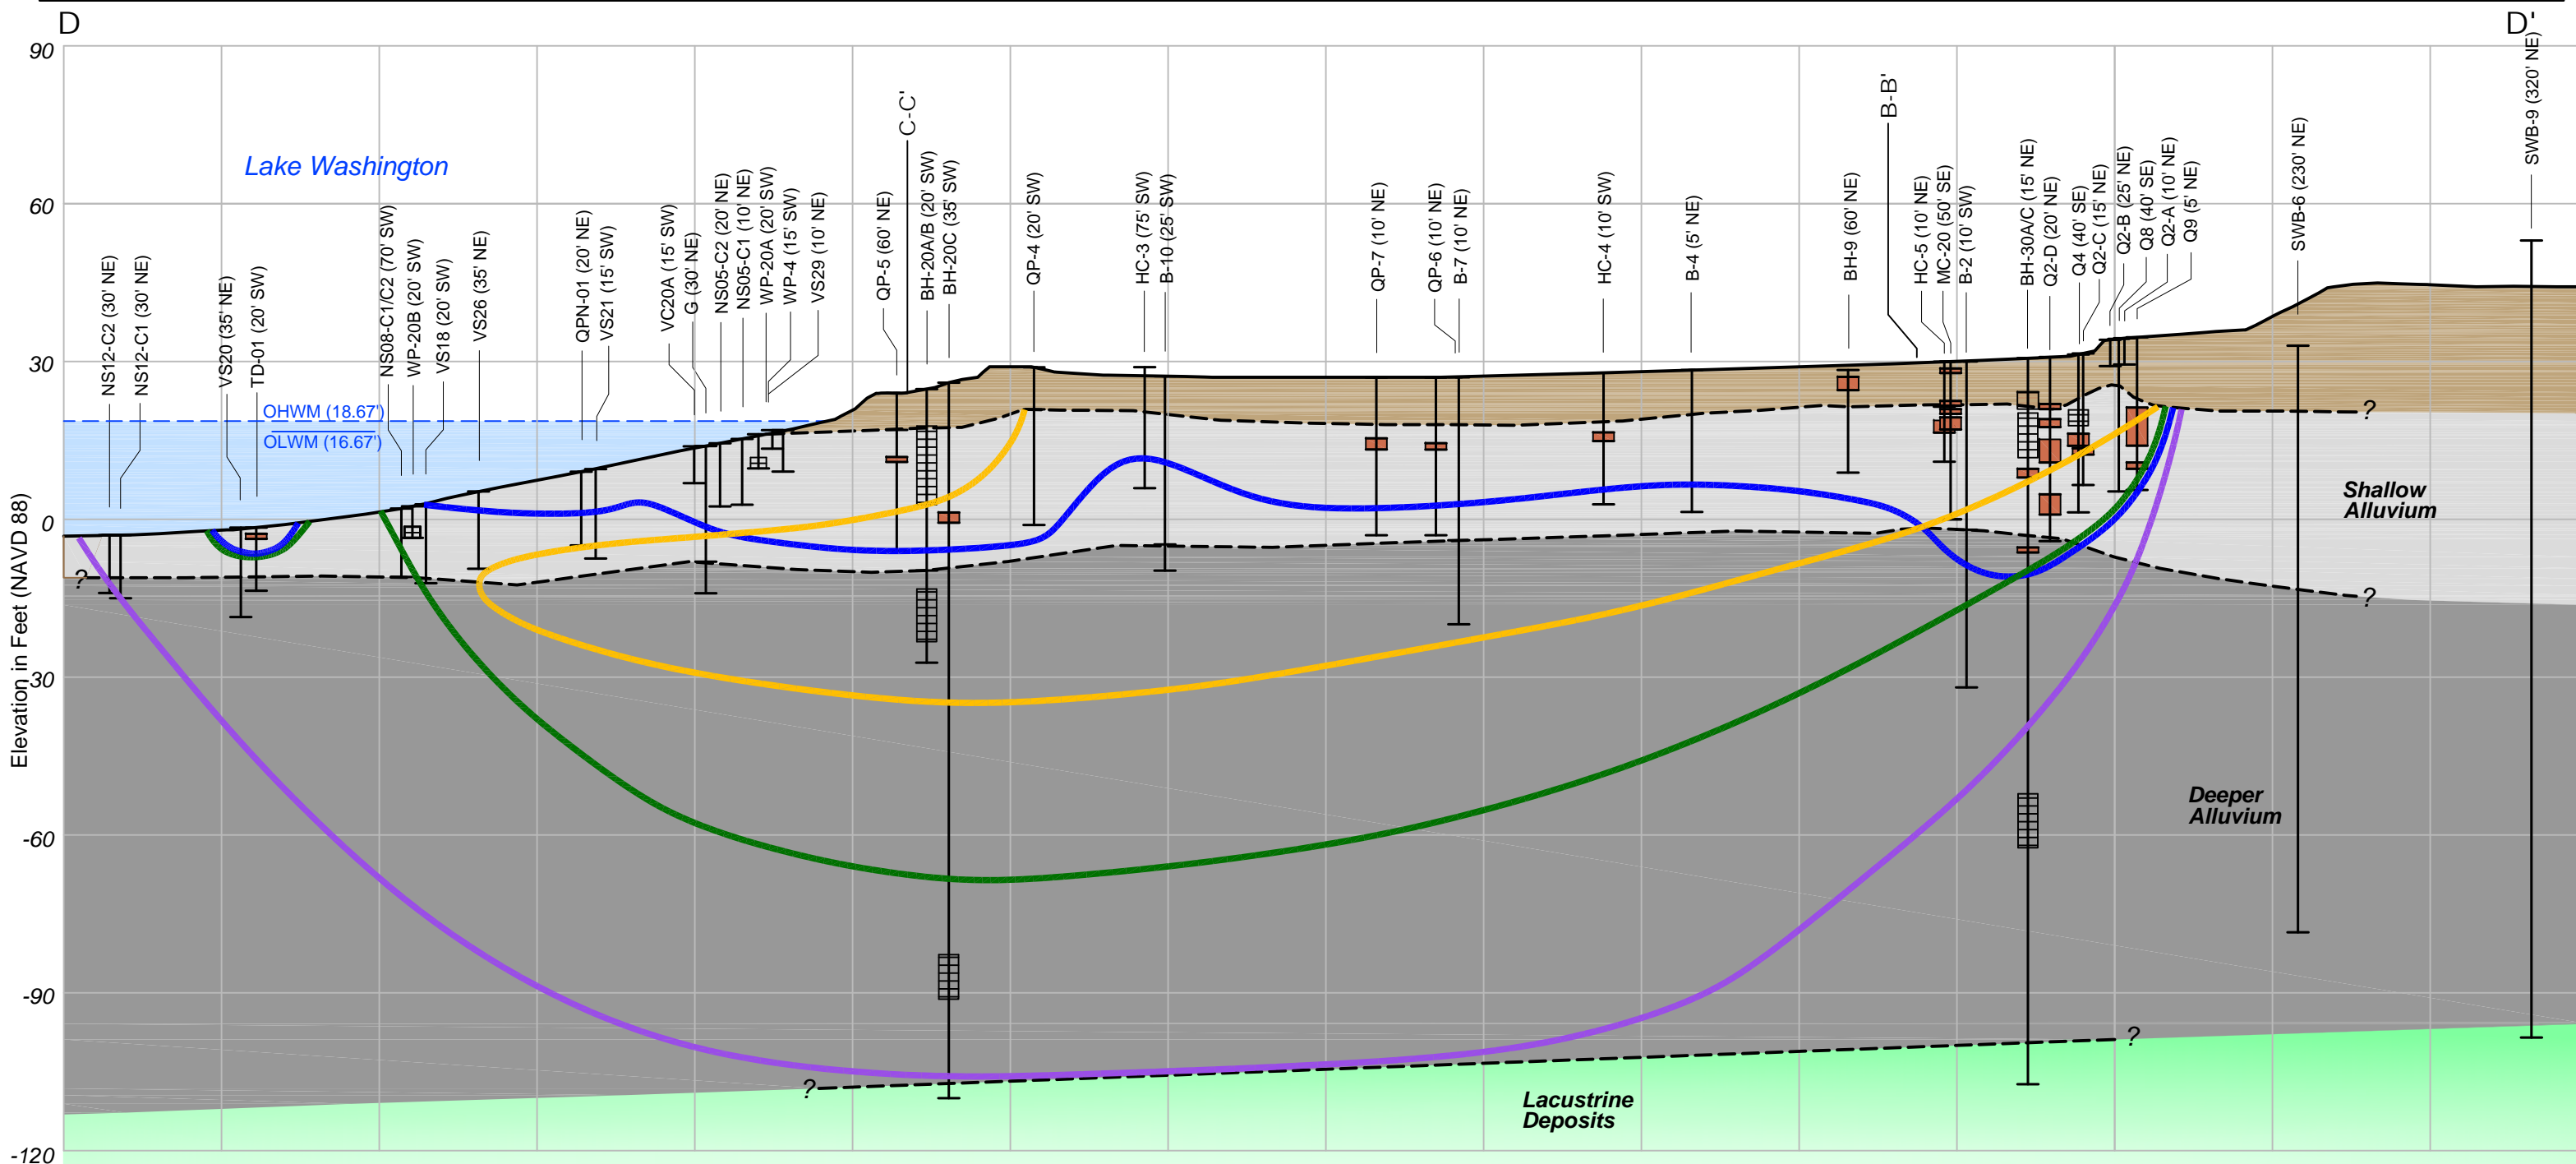 D
D'
90
60
30
0
-30
-60
-90
-120
Elevation in Feet (NAVD 88)
Lake Washington
OHWM (18.67')
OLWM (16.67')
NS12-C2 (30' NE)
NS12-C1 (30' NE)
VS20 (35' NE)
TD-01 (20' SW)
NS08-C1/C2 (70' SW)
WP-20B (20' SW)
VS18 (20' SW)
VS26 (35' NE)
QPN-01 (20' NE)
VS21 (15' SW)
VC20A (15' SW)
G (30' NE)
NS05-C2 (20' NE)
NS05-C1 (10' NE)
WP-20A (20' SW)
WP-4 (15' SW)
VS29 (10' NE)
QP-5 (60' NE)
C-C'
BH-20A/B (20' SW)
BH-20C (35' SW)
QP-4 (20' SW)
HC-3 (75' SW)
B-10 (25' SW)
QP-7 (10' NE)
QP-6 (10' NE)
B-7 (10' NE)
HC-4 (10' SW)
B-4 (5' NE)
BH-9 (60' NE)
B-B'
HC-5 (10' NE)
MC-20 (50' SE)
B-2 (10' SW)
BH-30A/C (15' NE)
Q2-D (20' NE)
Q4 (40' SE)
Q2-C (15' NE)
Q2-B (25' NE)
Q8 (40' SE)
Q2-A (10' NE)
Q9 (5' NE)
SWB-6 (230' NE)
SWB-9 (320' NE)
?
?
?
?
?
Shallow
Alluvium
Deeper
Alluvium
Lacustrine
Deposits